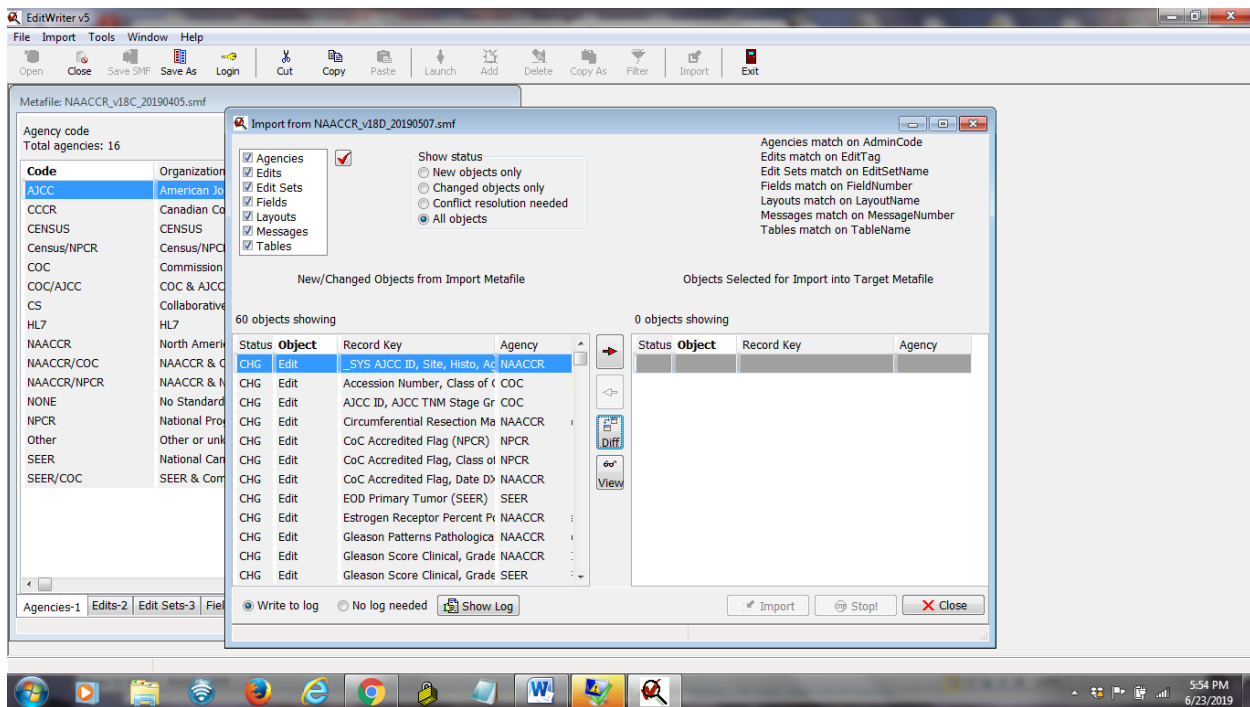 EditWriter v5
File Import Tools Window Help
Open Close Save SMF Save As Login Cut Copy Paste Launch Add Delete Copy As Filter Import Exit
Metafile: NAACCR_v18C_20190405.smf
Agency code
Total agencies: 16
Code Organization
AJCC American Jo
CCCR Canadian Co
CENSUS CENSUS
Census/NPCR Census/NPC
COC Commission
COC/AJCC COC & AJCC
CS Collaborative
HL7 HL7
NAACCR North Ameri
NAACCR/COC NAACCR & C
NAACCR/NPCR NAACCR & N
NONE No Standard
NPCR National Pro
Other Other or unk
SEER National Can
SEER/COC SEER & Com
Agencies-1 Edits-2 Edit Sets-3 Fiel
Import from NAACCR_v18D_20190507.smf
Agencies
Edits
Edit Sets
Fields
Layouts
Messages
Tables
Show status
New objects only
Changed objects only
Conflict resolution needed
All objects
Agencies match on AdminCode
Edits match on EditTag
Edit Sets match on EditSetName
Fields match on FieldNumber
Layouts match on LayoutName
Messages match on MessageNumber
Tables match on TableName
New/Changed Objects from Import Metafile
Objects Selected for Import into Target Metafile
60 objects showing
0 objects showing
Status Object Record Key Agency
CHG Edit _SYS AJCC ID, Site, Histo, Ag NAACCR
CHG Edit Accession Number, Class of ( COC
CHG Edit AJCC ID, AJCC TNM Stage Gr COC
CHG Edit Circumferential Resection Ma NAACCR
CHG Edit CoC Accredited Flag (NPCR) NPCR
CHG Edit CoC Accredited Flag, Class of NPCR
CHG Edit CoC Accredited Flag, Date DX NAACCR
CHG Edit EOD Primary Tumor (SEER) SEER
CHG Edit Estrogen Receptor Percent Po NAACCR
CHG Edit Gleason Patterns Pathologica NAACCR
CHG Edit Gleason Score Clinical, Grade NAACCR
CHG Edit Gleason Score Clinical, Grade SEER
Diff
View
Status Object Record Key Agency
Write to log No log needed Show Log
Import Stop! Close
5:54 PM
6/23/2019